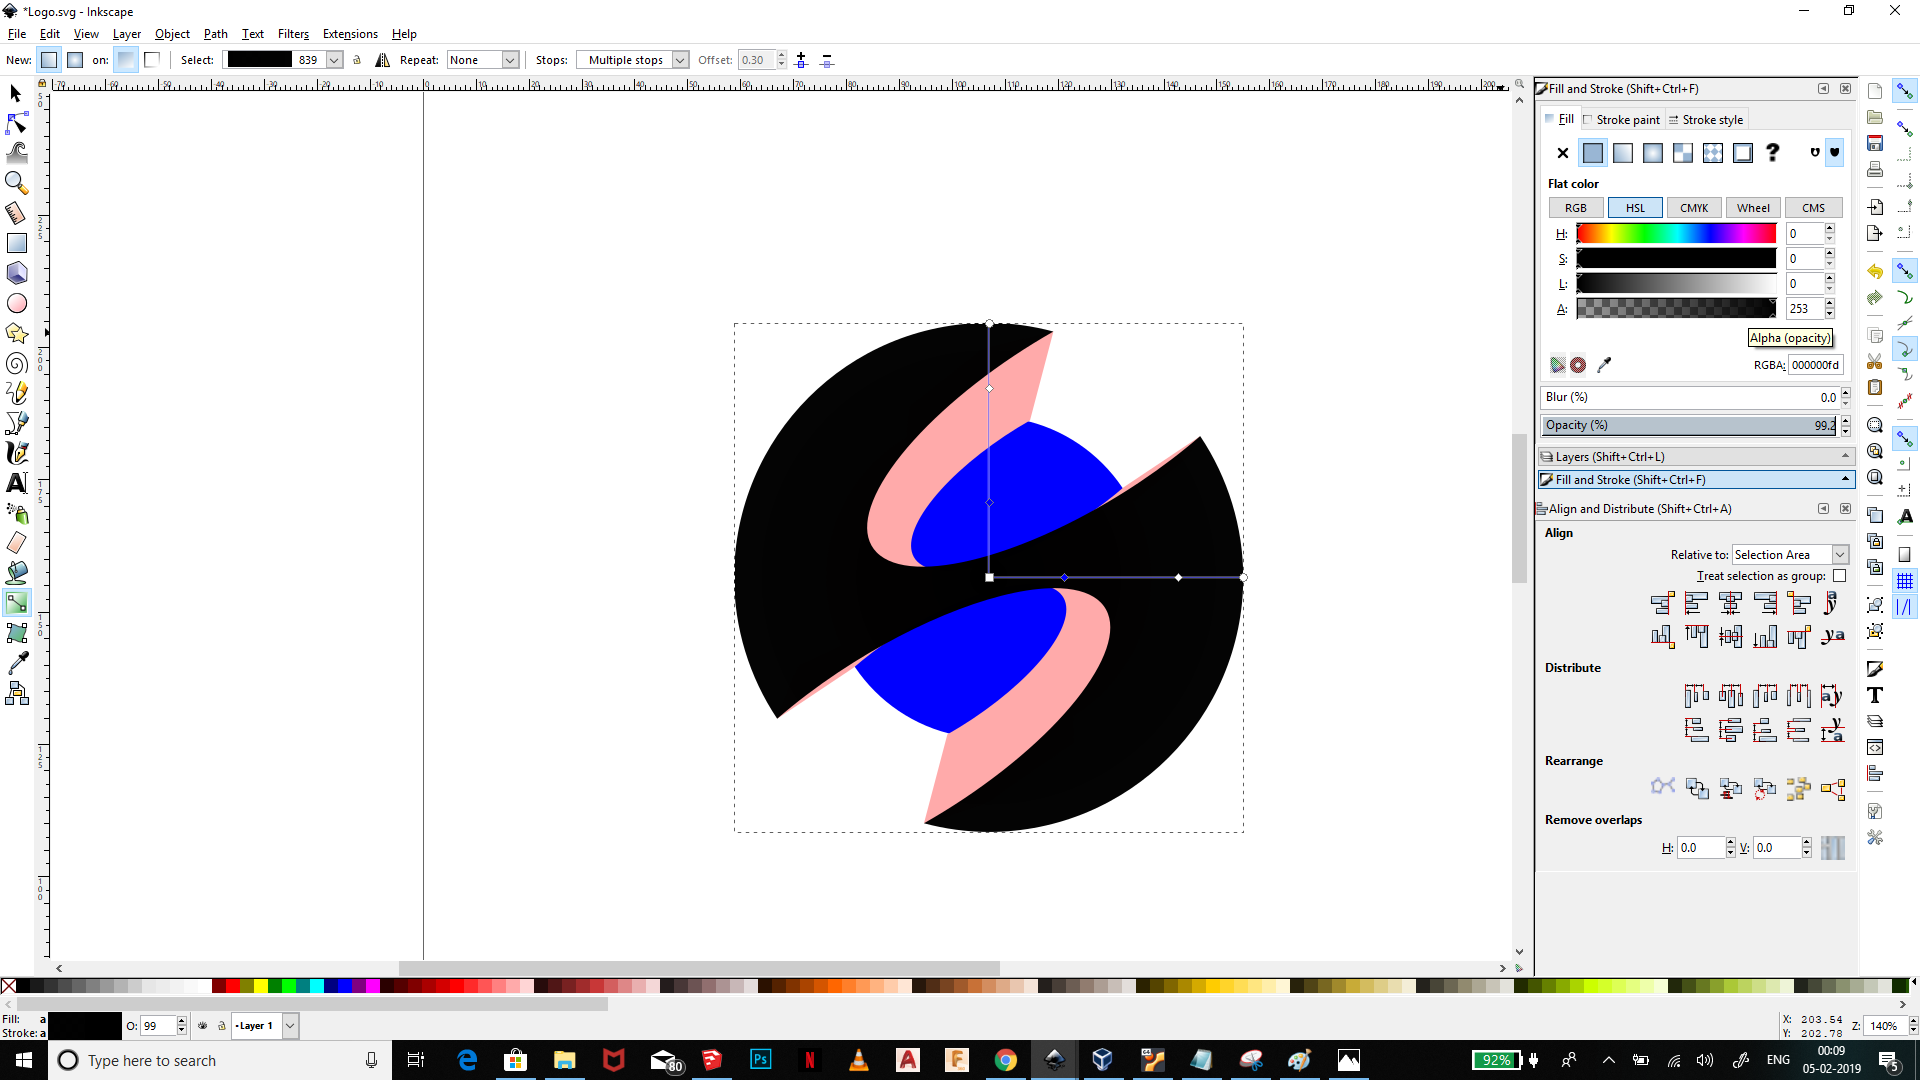 *Logo.svg - Inkscape
File Edit View Layer Object Path Text Filters Extensions Help
New: on: Select: 839 Repeat: None Stops: Multiple stops Offset: 0.30
Fill and Stroke (Shift+Ctrl+F)
Fill Stroke paint Stroke style
Flat color
RGB HSL CMYK Wheel CMS
H: 0
S: 0
L: 0
A: 253
Alpha (opacity)
RGBA: 000000fd
Blur (%) 0.0
Opacity (%) 99.2
Layers (Shift+Ctrl+L)
Fill and Stroke (Shift+Ctrl+F)
Align and Distribute (Shift+Ctrl+A)
Align
Relative to: Selection Area
Treat selection as group:
Distribute
Rearrange
Remove overlaps
H: 0.0 V: 0.0
Fill: a
Stroke: a
O: 99
Layer 1
X: 203.54
Y: 202.78
Z: 140%
Type here to search
80
Ps
92%
ENG
00:09
05-02-2019
5